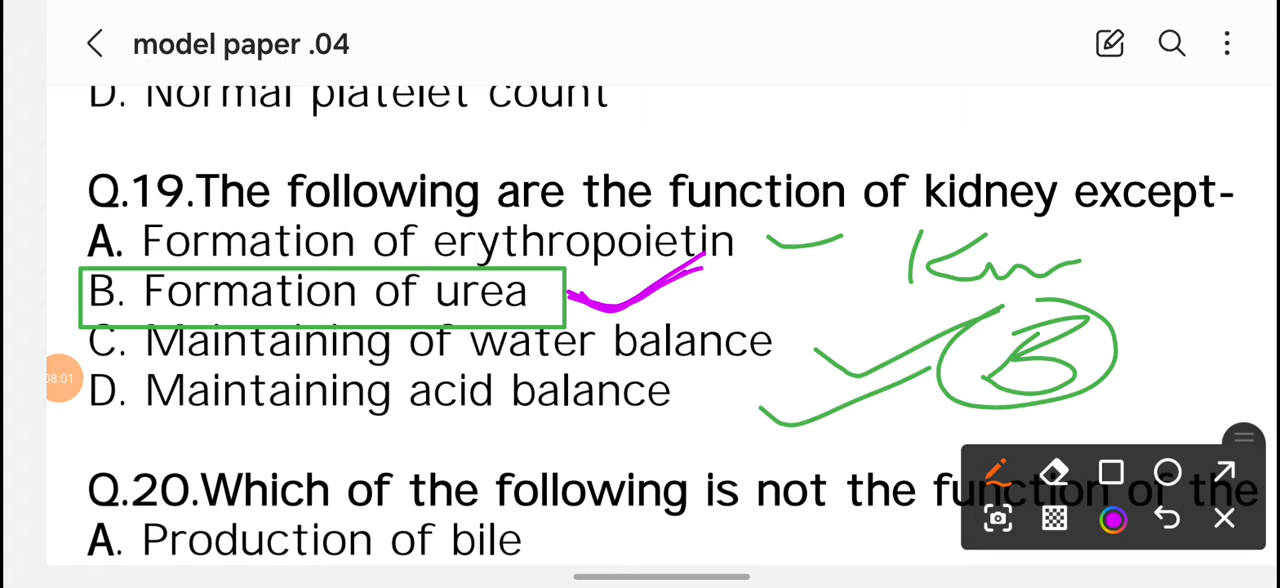 model paper .04
D. Normal platelet count
Q.19.The following are the function of kidney except-
A. Formation of erythropoietin
B. Formation of urea
C. Maintaining of water balance
B
08:01
D. Maintaining acid balance
Q.20.Which of the following is not the function of the
A. Production of bile